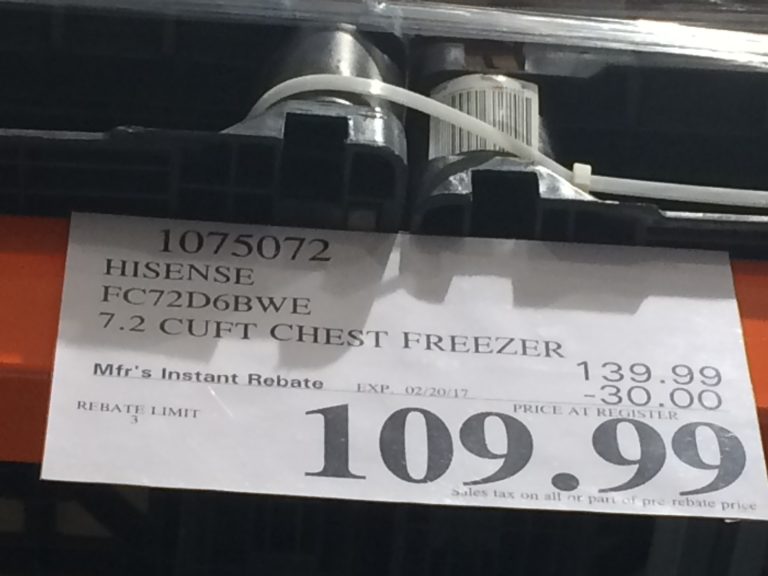 1075072
HISENSE
FC72D6BWE
7.2 CUFT CHEST FREEZER
139.99
Mfr's Instant Rebate EXP. 02/20/17 -30.00
REBATE LIMIT PRICE AT REGISTER
3
109.99
Sales tax on all or part of pre-rebate price